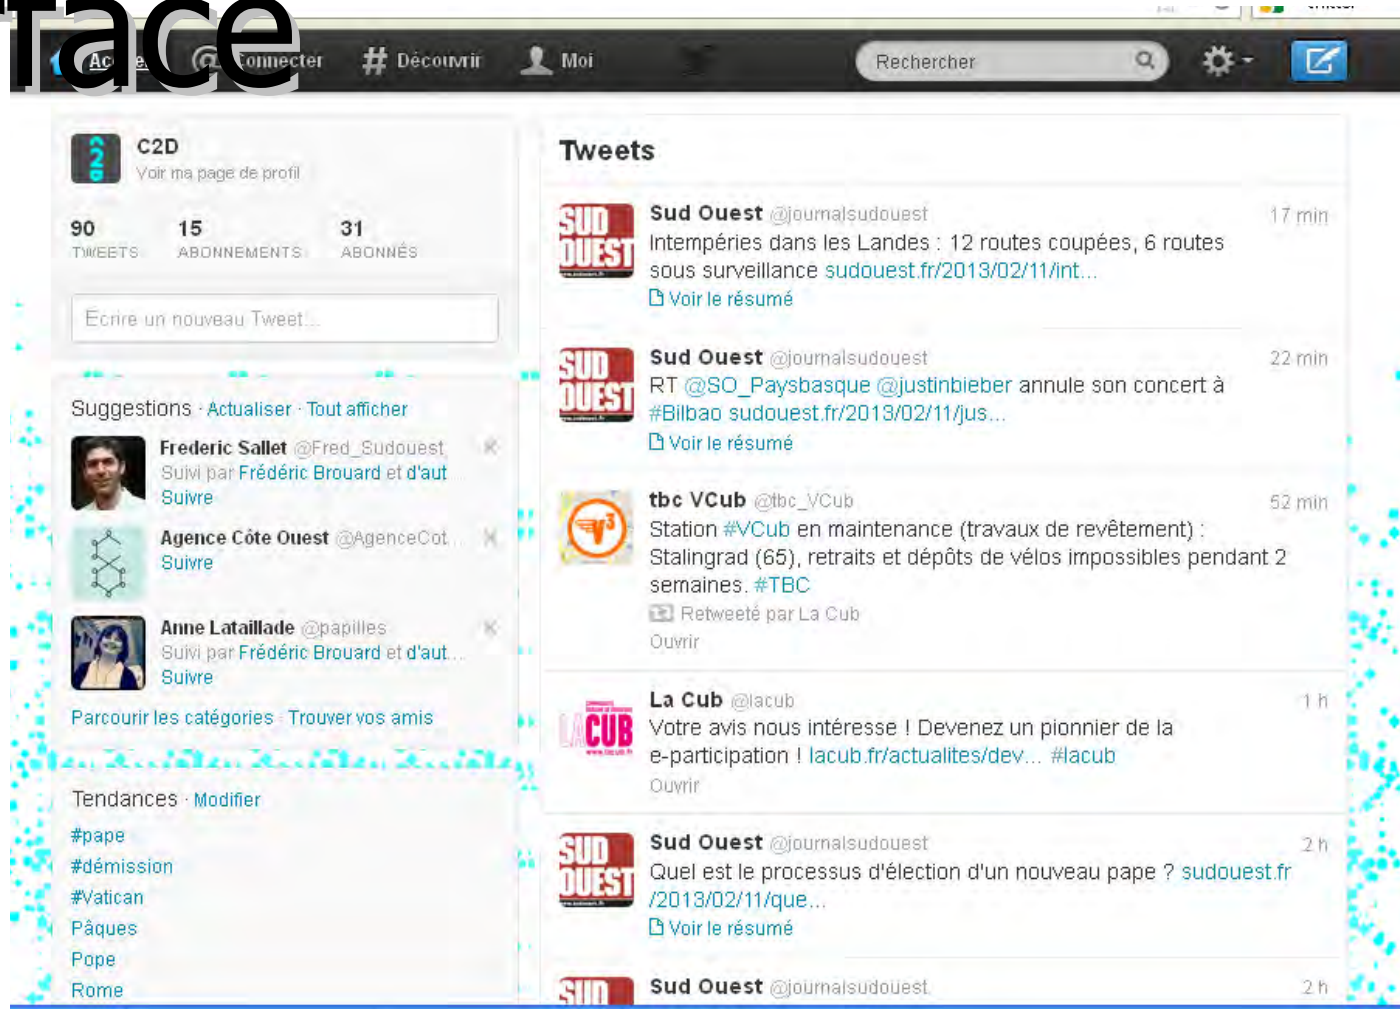 face
Connecter
# Découvrir
Moi
Rechercher
C2D
Voir ma page de profil
90
TWEETS
15
ABONNEMENTS
31
ABONNÉS
Ecrire un nouveau Tweet...
Suggestions · Actualiser · Tout afficher
Frederic Sallet @Fred_Sudouest
Suivi par Frédéric Brouard et d'aut
Suivre
Agence Côte Ouest @AgenceCot...
Suivre
Anne Lataillade @papilles
Suivi par Frédéric Brouard et d'aut...
Suivre
Parcourir les catégories · Trouver vos amis
Tendances · Modifier
#pape
#démission
#Vatican
Pâques
Pope
Rome
Tweets
SUD
OUEST
Sud Ouest @journalsudouest
17 min
Intempéries dans les Landes : 12 routes coupées, 6 routes
sous surveillance sudouest.fr/2013/02/11/int...
Voir le résumé
SUD
OUEST
Sud Ouest @journalsudouest
22 min
RT @SO_Paysbasque @justinbieber annule son concert à
#Bilbao sudouest.fr/2013/02/11/jus...
Voir le résumé
V3
tbc VCub @tbc_VCub
52 min
Station #VCub en maintenance (travaux de revêtement) :
Stalingrad (65), retraits et dépôts de vélos impossibles pendant 2
semaines. #TBC
Retweeté par La Cub
Ouvrir
LACUB
La Cub @lacub
1 h
Votre avis nous intéresse ! Devenez un pionnier de la
e-participation ! lacub.fr/actualites/dev... #lacub
Ouvrir
SUD
OUEST
Sud Ouest @journalsudouest
2 h
Quel est le processus d'élection d'un nouveau pape ? sudouest.fr
/2013/02/11/que...
Voir le résumé
SUD
Sud Ouest @journalsudouest
2 h